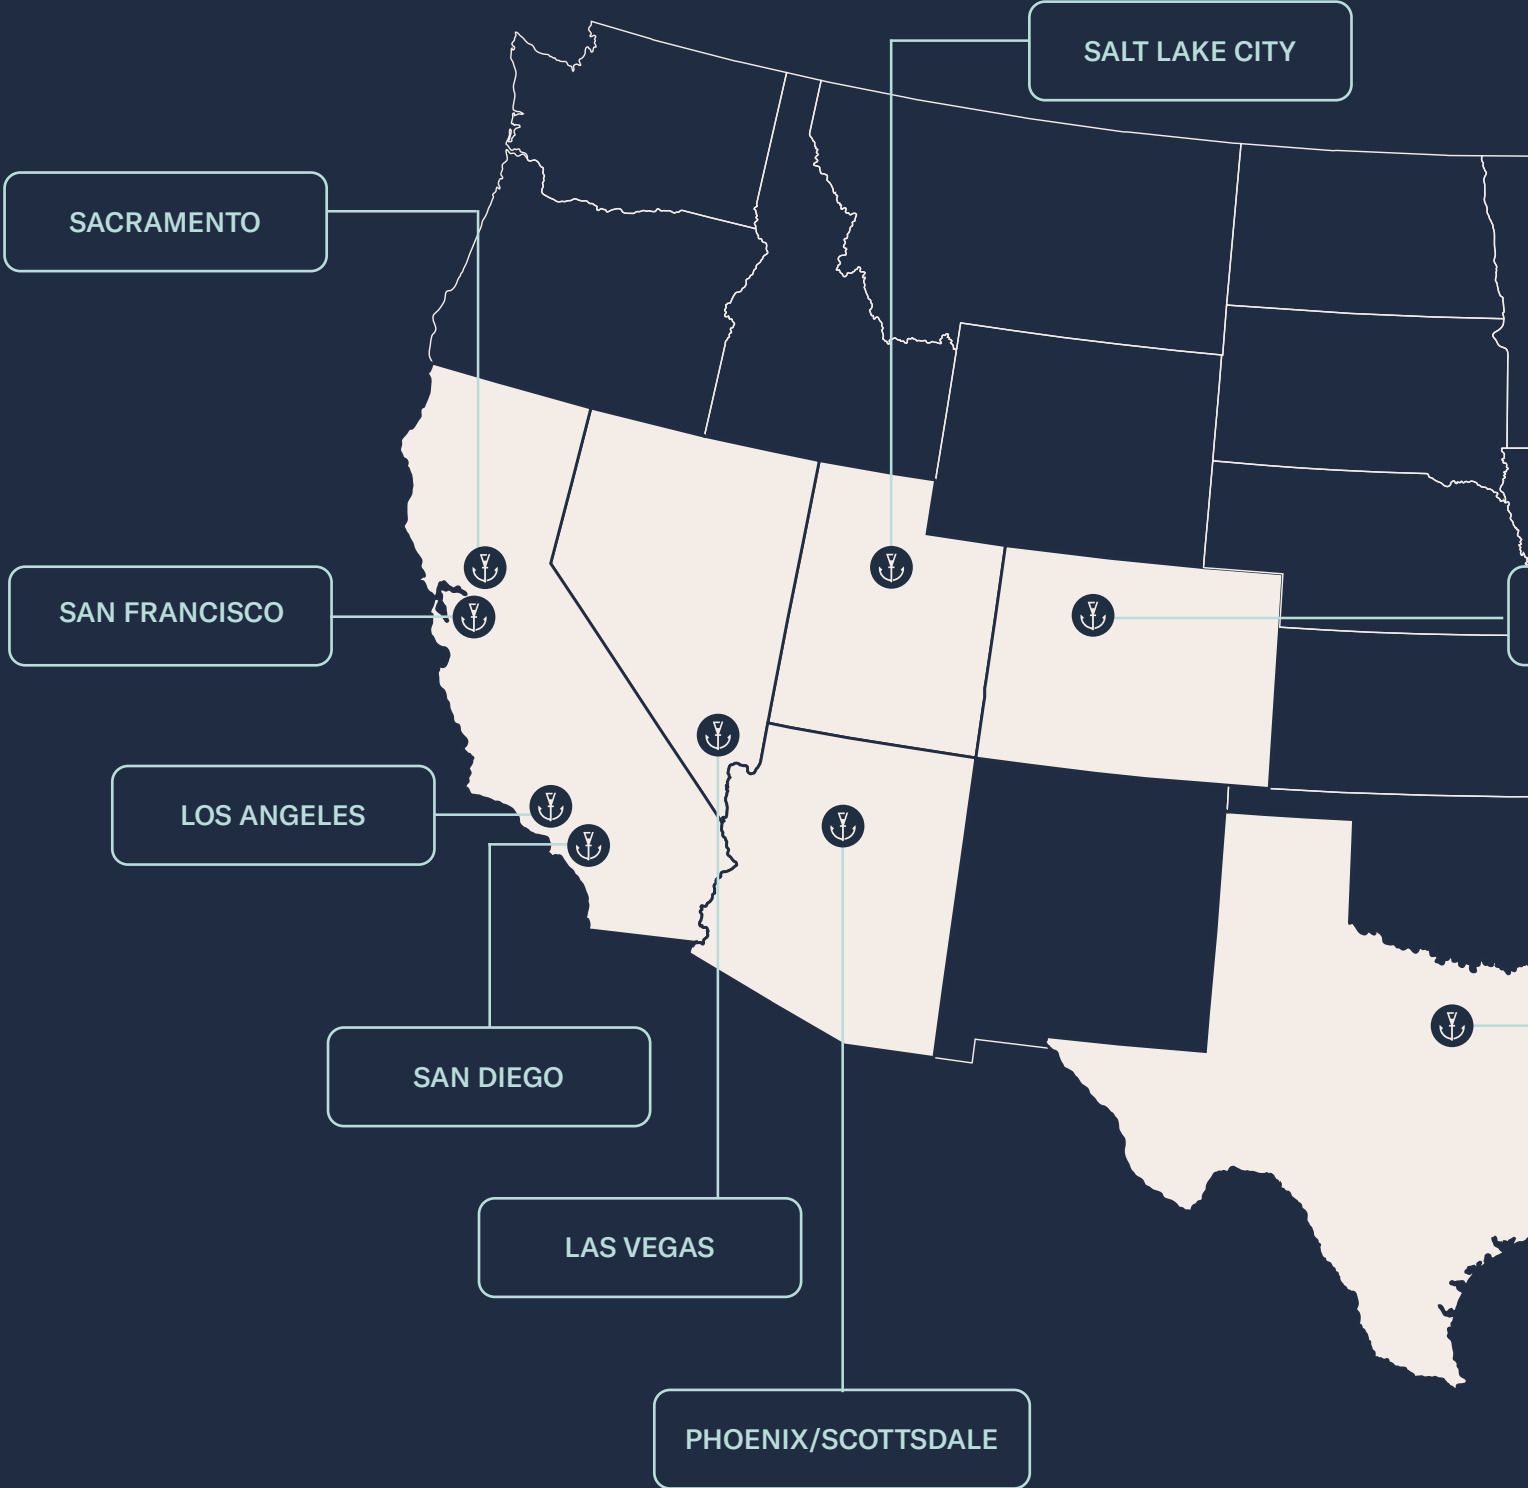 SALT LAKE CITY
SACRAMENTO
SAN FRANCISCO
LOS ANGELES
SAN DIEGO
LAS VEGAS
PHOENIX/SCOTTSDALE